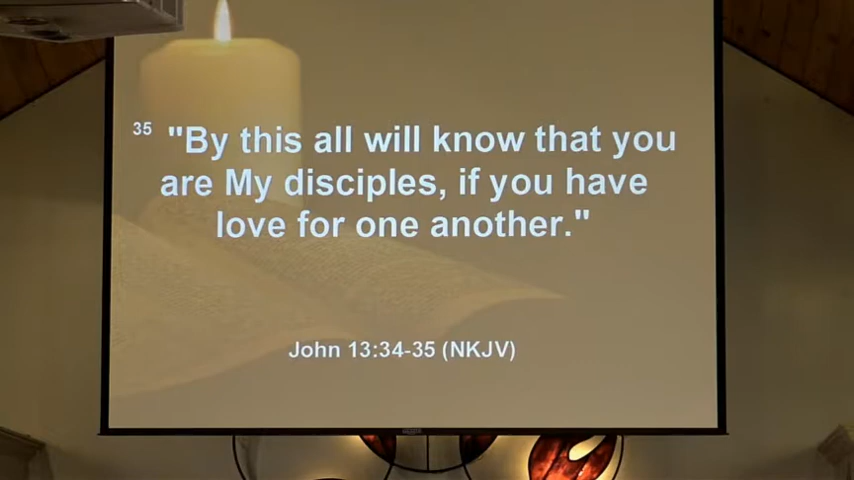 35 "By this all will know that you
are My disciples, if you have
love for one another."
John 13:34-35 (NKJV)